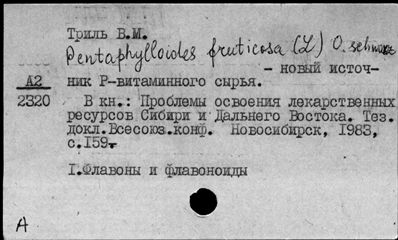 Триль В.М.
Pentaphylloides fruticosa (L) O. schwarz
– новый источ-
А2 ник Р-витаминного сырья.
2320 В кн.: Проблемы освоения лекарственных
ресурсов Сибири и Дальнего Востока. Тез.
докл.Всесоюз.конф. Новосибирск, 1983,
с.159.
I.Флавоны и флавоноиды
А